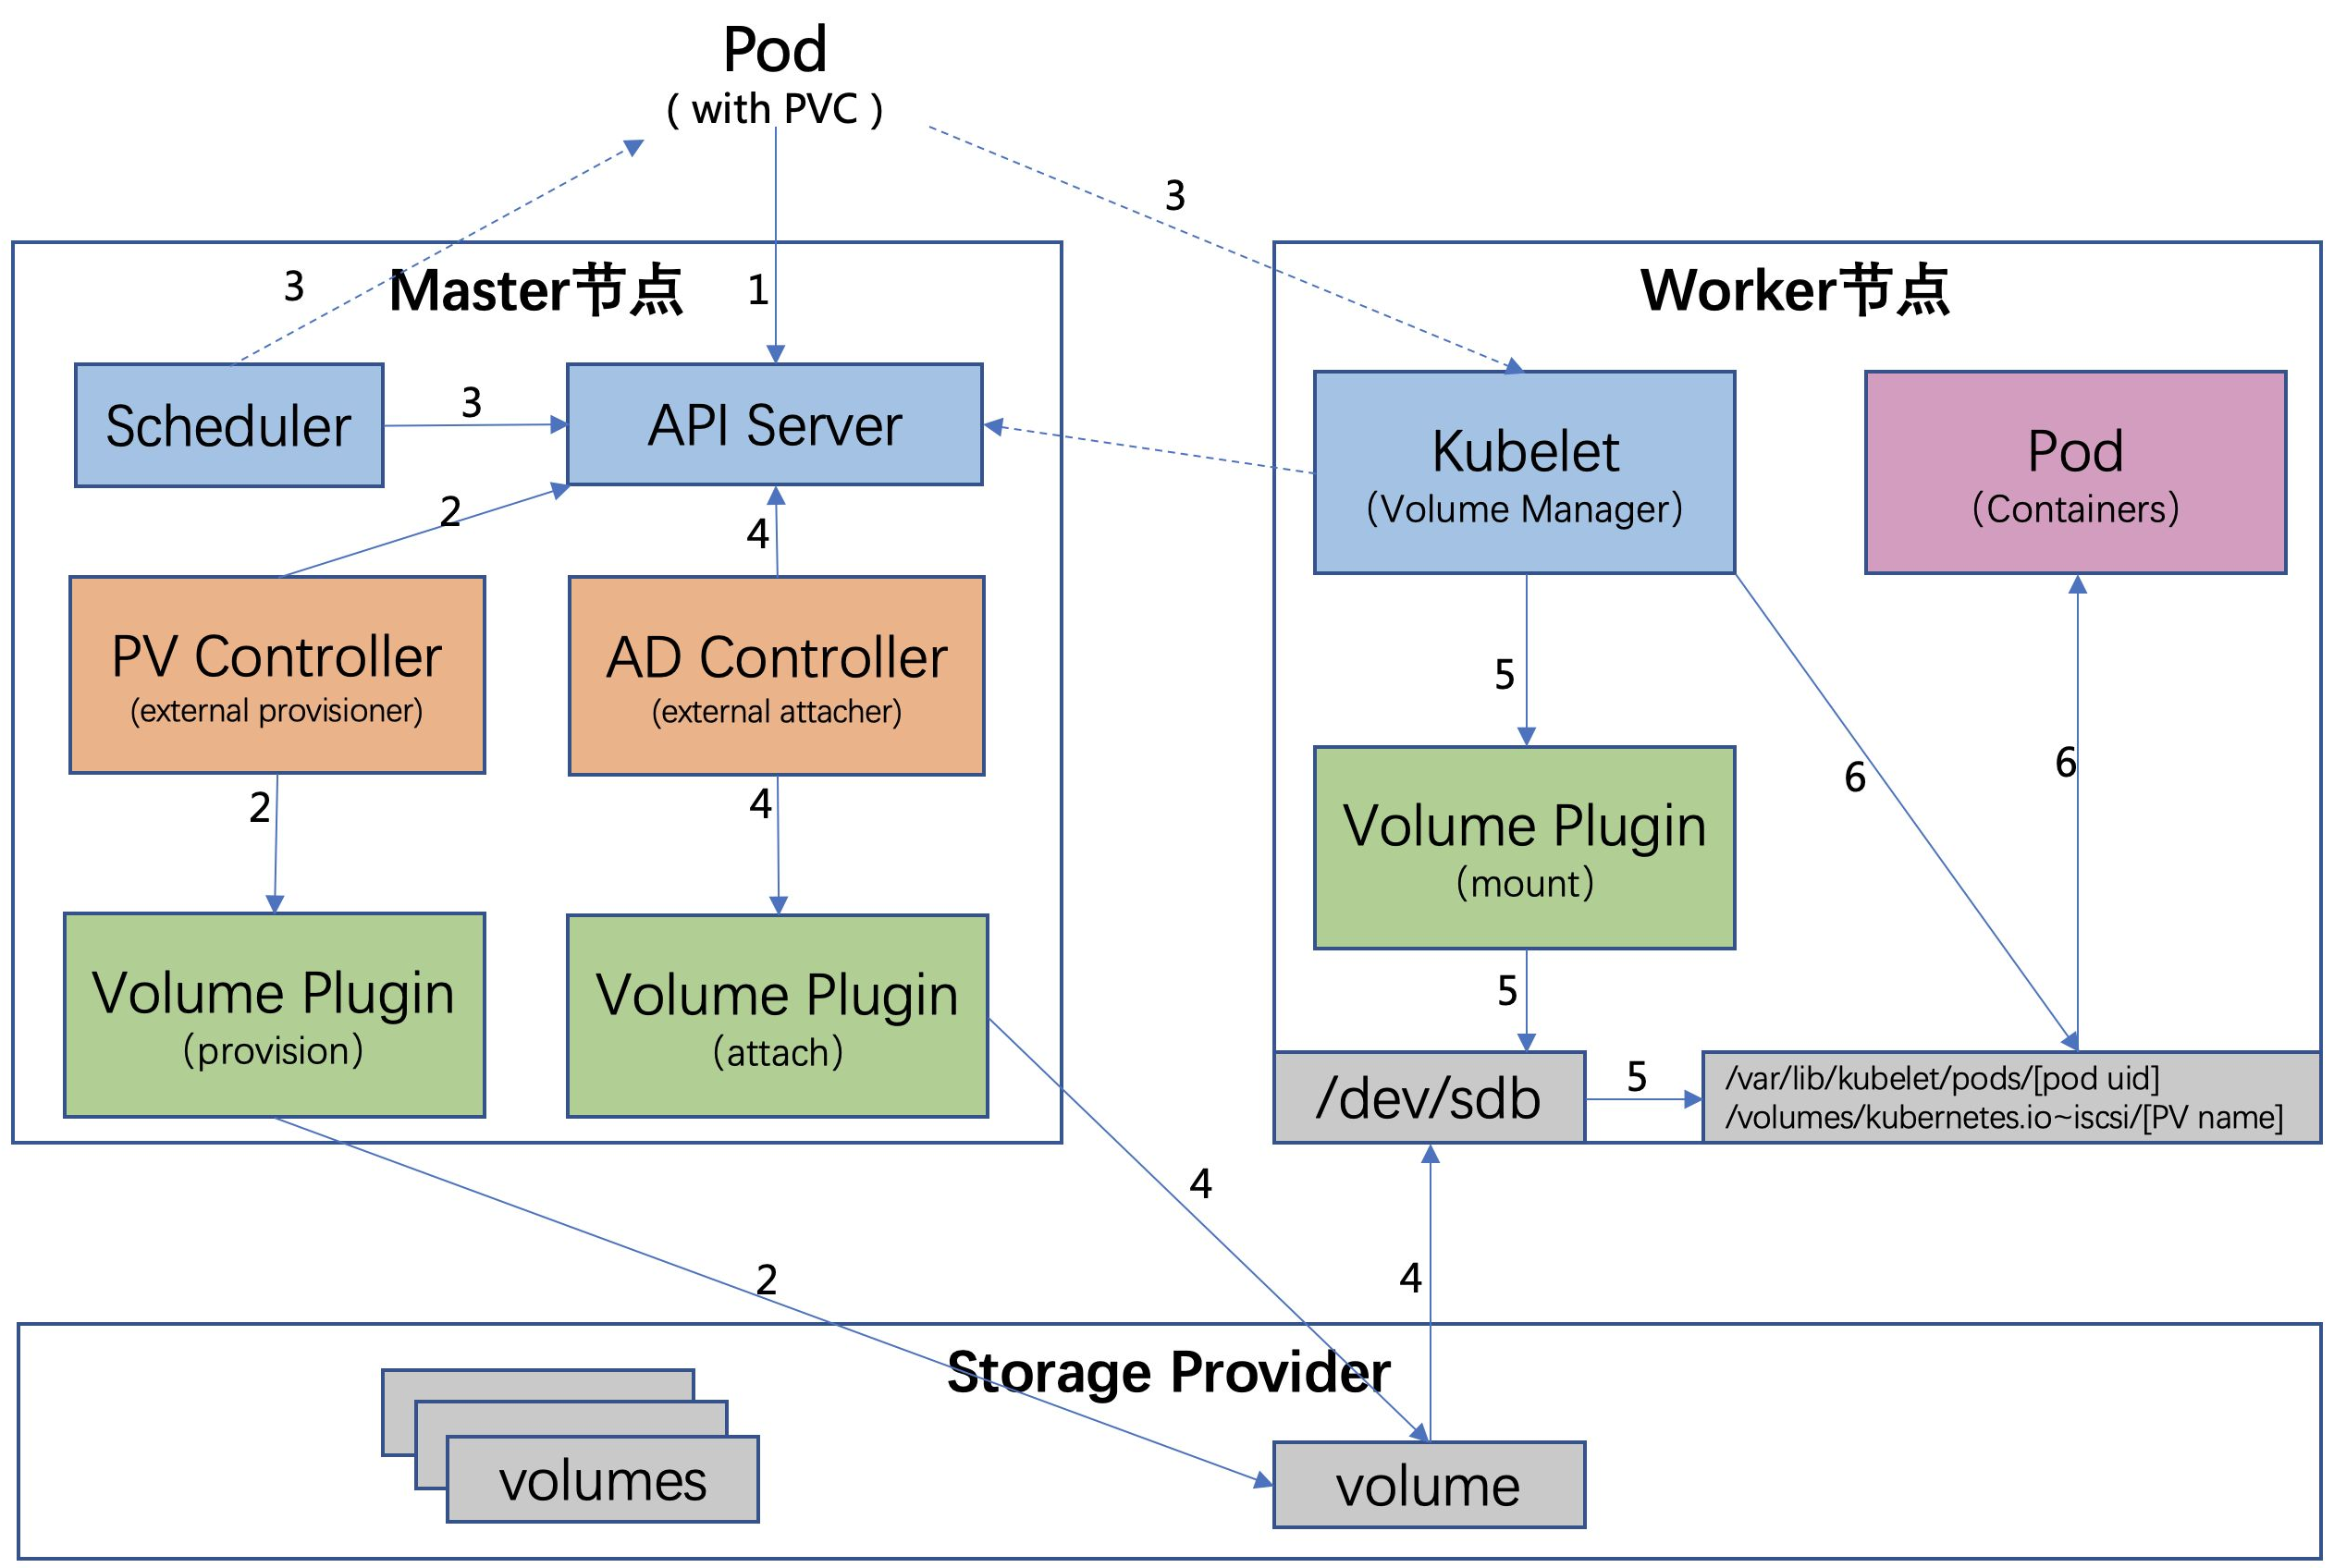 Pod
( with PVC )
3
3
Master节点
1
Worker节点
Scheduler
3
API Server
Kubelet
(Volume Manager)
Pod
(Containers)
2
4
PV Controller
(external provisioner)
AD Controller
(external attacher)
5
6
6
2
4
Volume Plugin
(mount)
Volume Plugin
(provision)
Volume Plugin
(attach)
5
/dev/sdb
5
/var/lib/kubelet/pods/[pod uid]
/volumes/kubernetes.io~iscsi/[PV name]
4
2
4
Storage Provider
volumes
volume